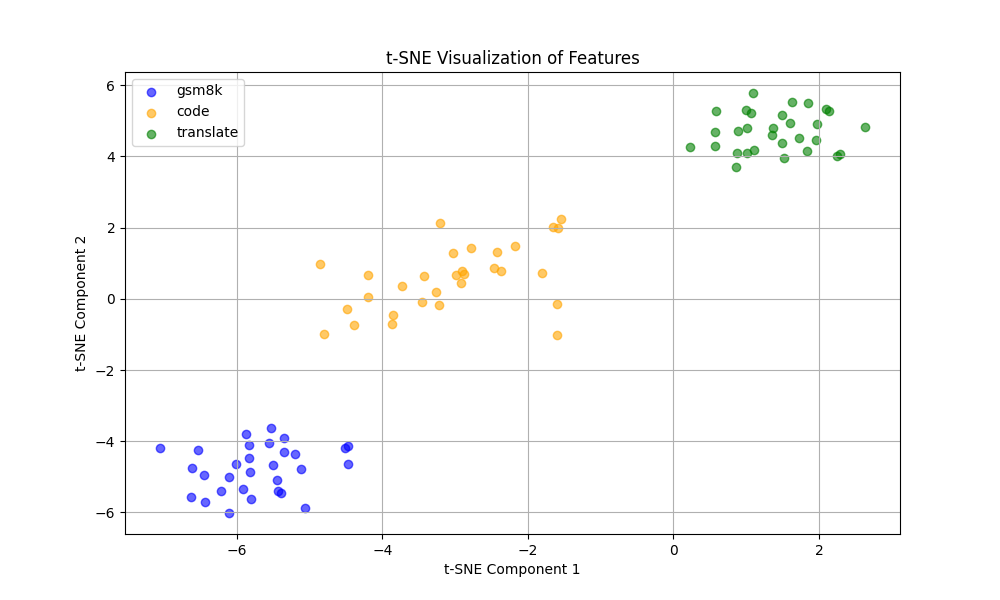 t-SNE Visualization of Features
gsm8k
code
translate
6
4
2
0
−2
−4
−6
t-SNE Component 2
−6
−4
−2
0
2
t-SNE Component 1